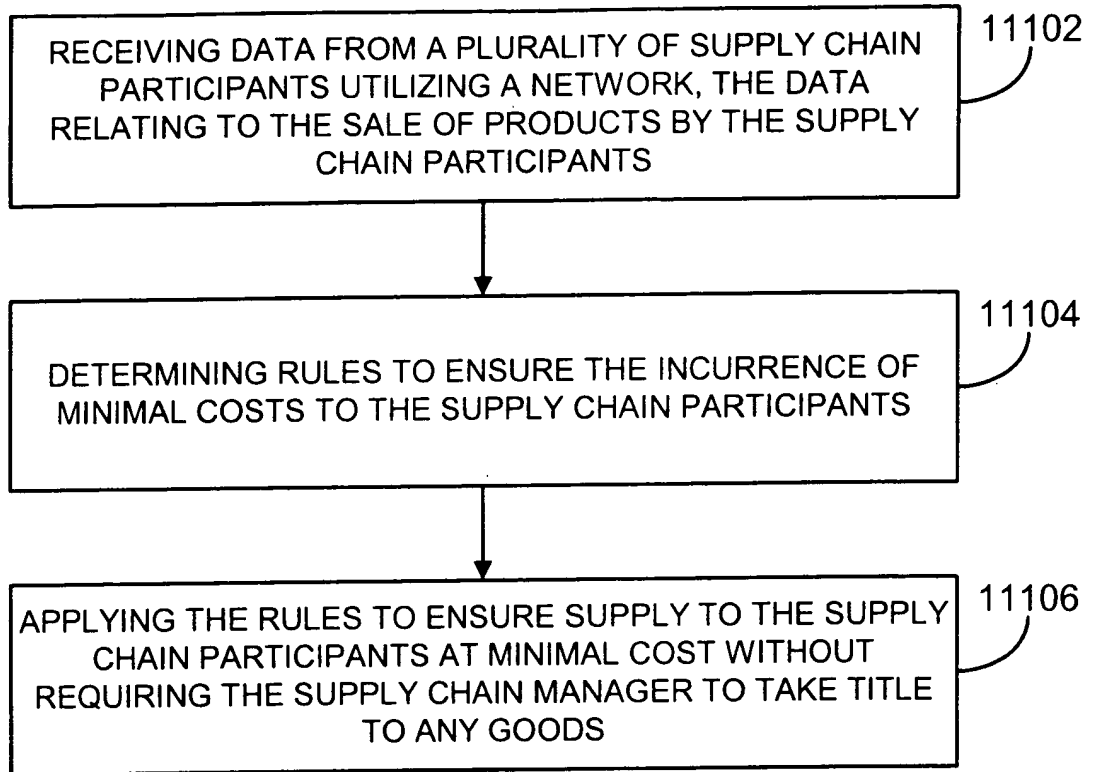 RECEIVING DATA FROM A PLURALITY OF SUPPLY CHAIN
PARTICIPANTS UTILIZING A NETWORK, THE DATA
RELATING TO THE SALE OF PRODUCTS BY THE SUPPLY
CHAIN PARTICIPANTS
11102
DETERMINING RULES TO ENSURE THE INCURRENCE OF
MINIMAL COSTS TO THE SUPPLY CHAIN PARTICIPANTS
11104
APPLYING THE RULES TO ENSURE SUPPLY TO THE SUPPLY
CHAIN PARTICIPANTS AT MINIMAL COST WITHOUT
REQUIRING THE SUPPLY CHAIN MANAGER TO TAKE TITLE
TO ANY GOODS
11106